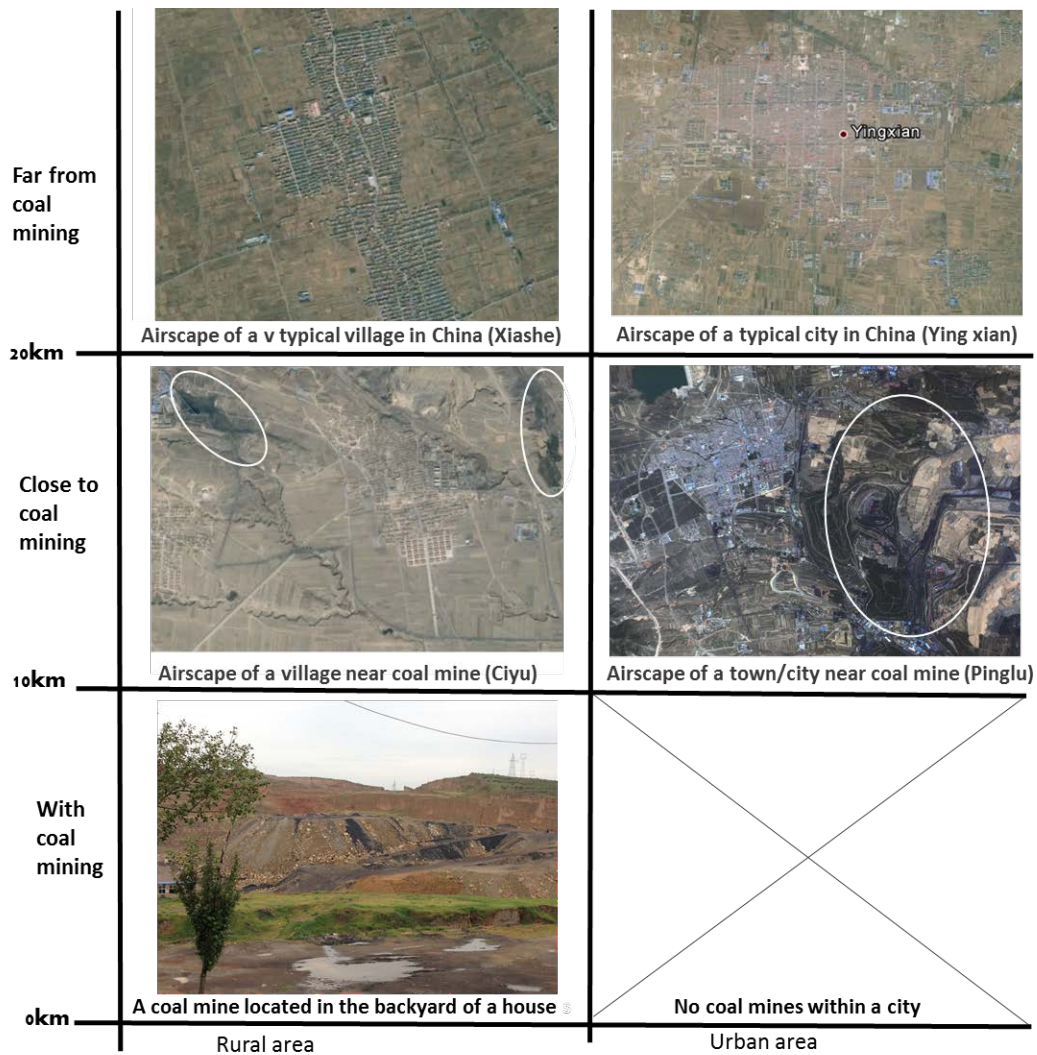 Far from
coal
mining
Yingxian
Airscape of a v typical village in China (Xiashe)
Airscape of a typical city in China (Ying xian)
20km
Close to
coal
mining
Airscape of a village near coal mine (Ciyu)
Airscape of a town/city near coal mine (Pinglu)
10km
With
coal
mining
A coal mine located in the backyard of a house s
No coal mines within a city
0km
Rural area
Urban area